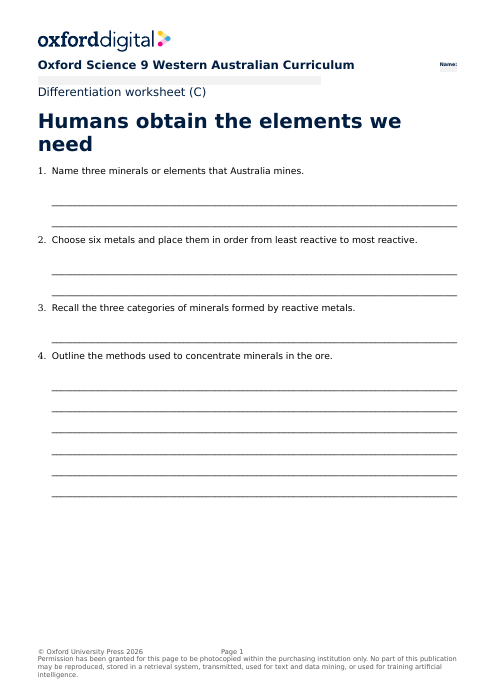 oxforddigital
Oxford Science 9 Western Australian Curriculum
Name:
Differentiation worksheet (C)
Humans obtain the elements we
need
1. Name three minerals or elements that Australia mines.
2. Choose six metals and place them in order from least reactive to most reactive.
3. Recall the three categories of minerals formed by reactive metals.
4. Outline the methods used to concentrate minerals in the ore.
© Oxford University Press 2026 Page 1
Permission has been granted for this page to be photocopied within the purchasing institution only. No part of this publication
may be reproduced, stored in a retrieval system, transmitted, used for text and data mining, or used for training artificial
intelligence.